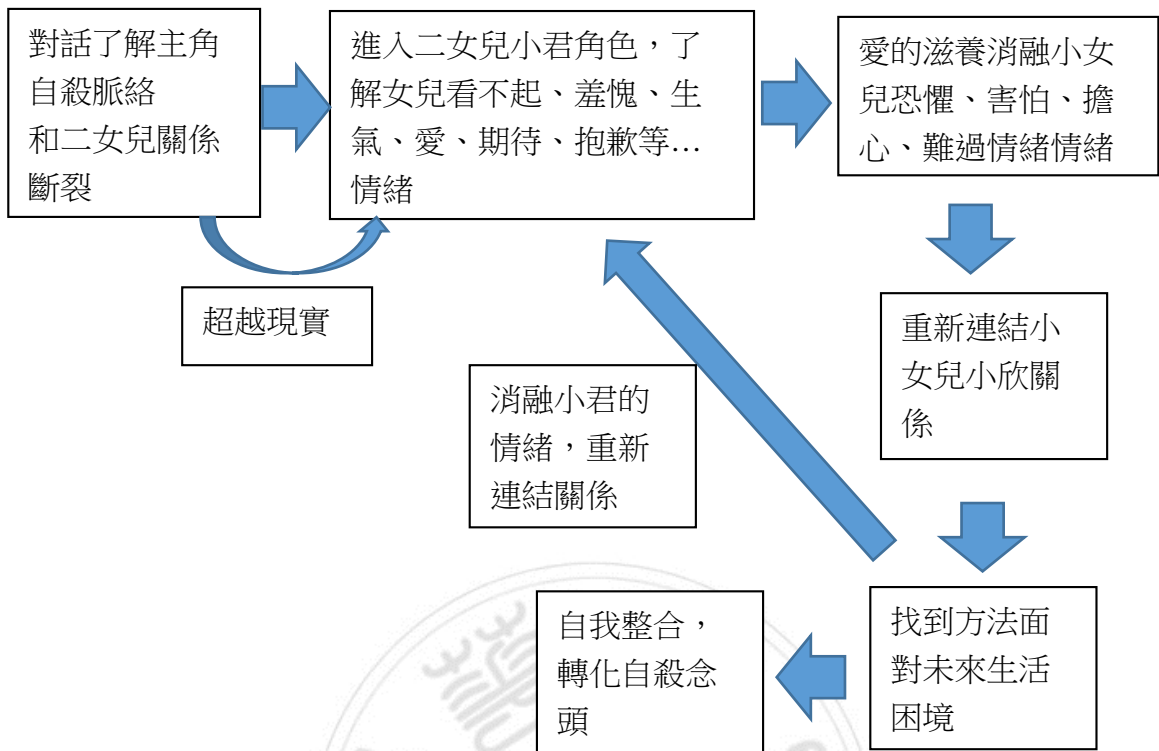 對話了解主角
自殺脈絡
和二女兒關係
斷裂
進入二女兒小君角色，了
解女兒看不起、羞愧、生
氣、愛、期待、抱歉等…
情緒
愛的滋養消融小女
兒恐懼、害怕、擔
心、難過情緒情緒
超越現實
重新連結小
女兒小欣關
係
消融小君的
情緒，重新
連結關係
找到方法面
對未來生活
困境
自我整合，
轉化自殺念
頭